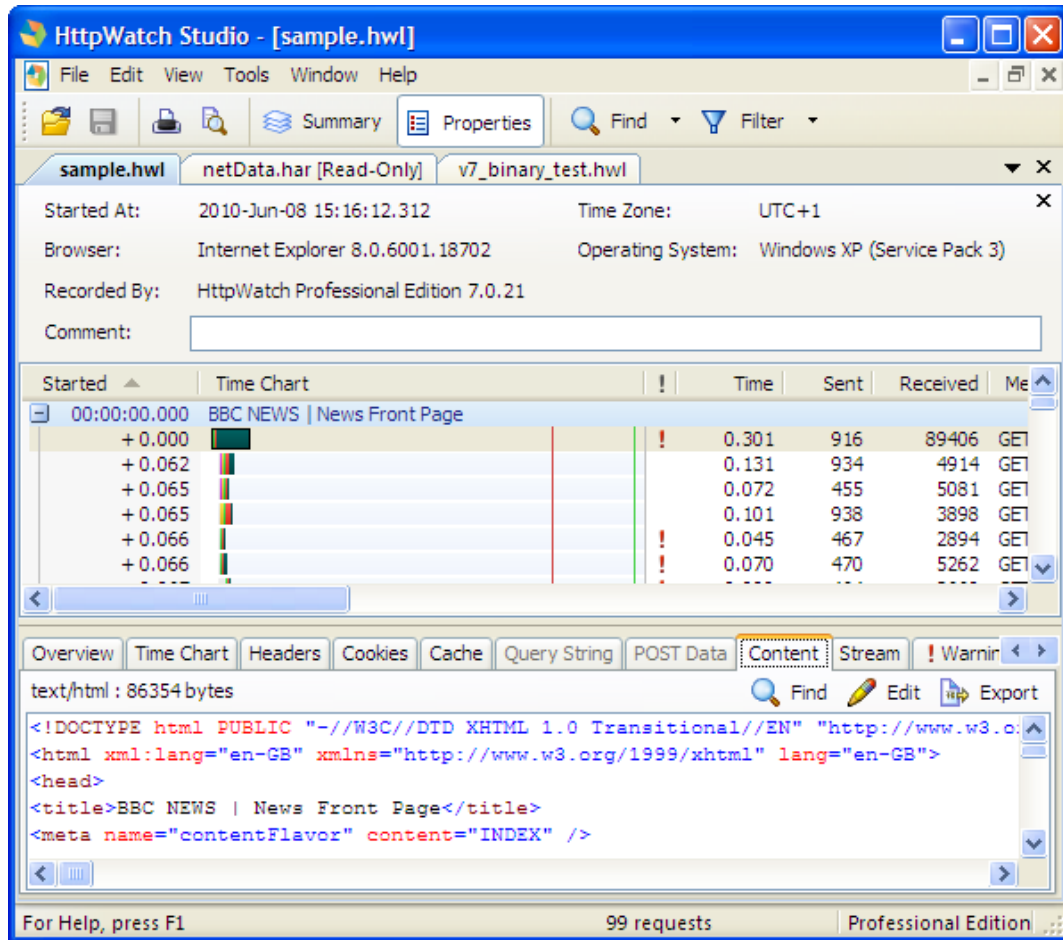 HttpWatch Studio - [sample.hwl]
File Edit View Tools Window Help
Summary Properties Find Filter
sample.hwl netData.har [Read-Only] v7_binary_test.hwl
Started At: 2010-Jun-08 15:16:12.312 Time Zone: UTC+1
Browser: Internet Explorer 8.0.6001.18702 Operating System: Windows XP (Service Pack 3)
Recorded By: HttpWatch Professional Edition 7.0.21
Comment:
Started Time Chart ! Time Sent Received Me
00:00:00.000 BBC NEWS | News Front Page
+ 0.000 ! 0.301 916 89406 GET
+ 0.062 0.131 934 4914 GET
+ 0.065 0.072 455 5081 GET
+ 0.065 0.101 938 3898 GET
+ 0.066 ! 0.045 467 2894 GET
+ 0.066 ! 0.070 470 5262 GET
Overview Time Chart Headers Cookies Cache Query String POST Data Content Stream ! Warnin
text/html : 86354 bytes Find Edit Export
<!DOCTYPE html PUBLIC "-//W3C//DTD XHTML 1.0 Transitional//EN" "http://www.w3.o
<html xml:lang="en-GB" xmlns="http://www.w3.org/1999/xhtml" lang="en-GB">
<head>
<title>BBC NEWS | News Front Page</title>
<meta name="contentFlavor" content="INDEX" />
For Help, press F1 99 requests Professional Edition